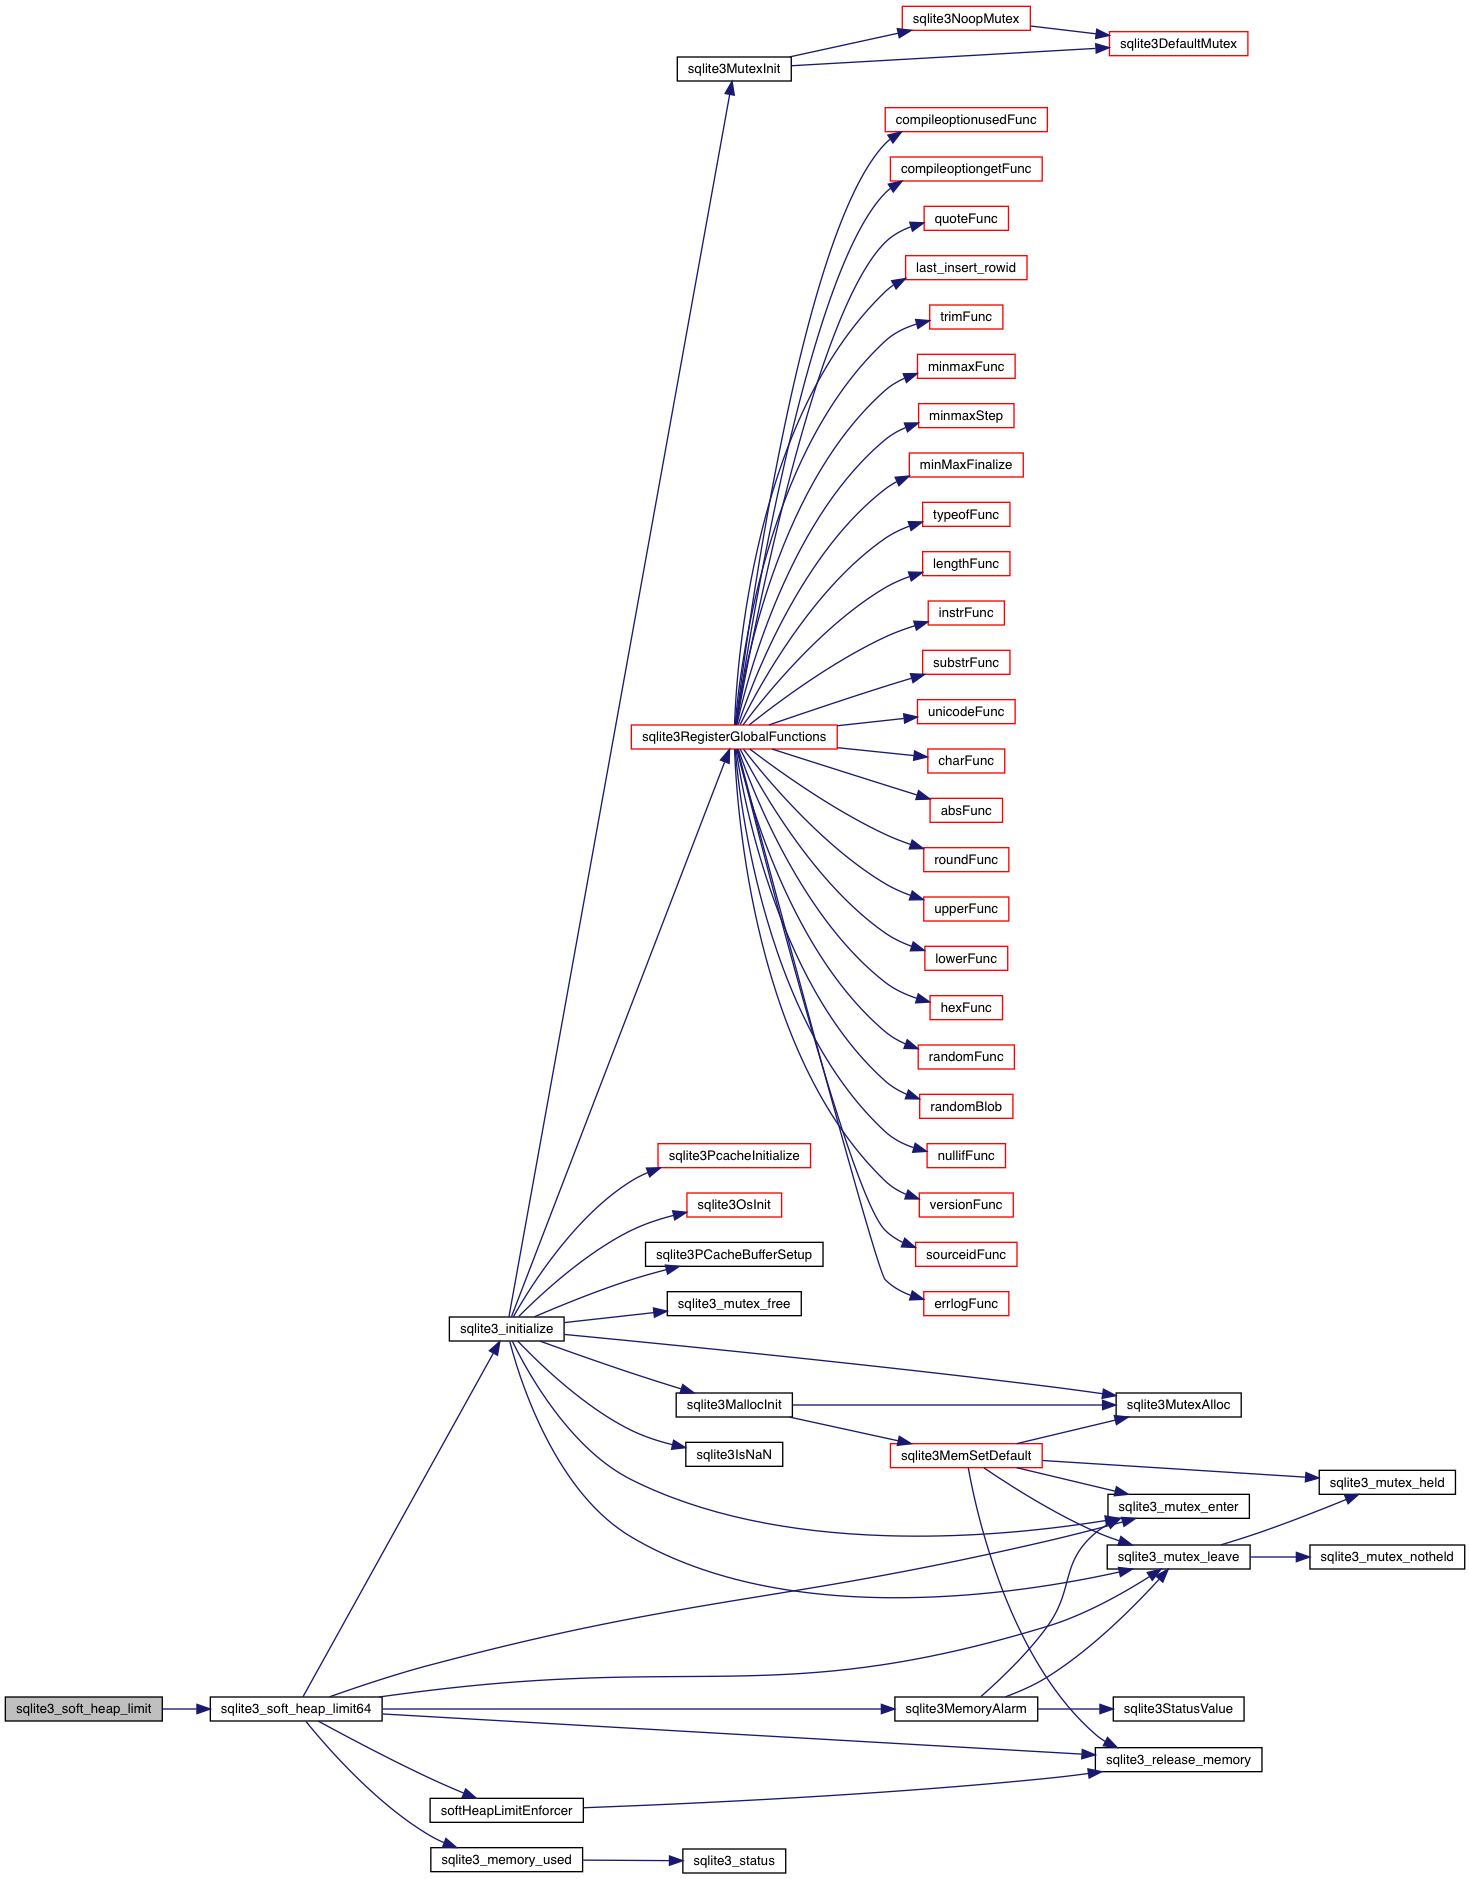 sqlite3NoopMutex
sqlite3DefaultMutex
sqlite3MutexInit
compileoptionusedFunc
compileoptiongetFunc
quoteFunc
last_insert_rowid
trimFunc
minmaxFunc
minmaxStep
minMaxFinalize
typeofFunc
lengthFunc
instrFunc
substrFunc
unicodeFunc
sqlite3RegisterGlobalFunctions
charFunc
absFunc
roundFunc
upperFunc
lowerFunc
hexFunc
randomFunc
randomBlob
nullifFunc
sqlite3PcacheInitialize
versionFunc
sqlite3OsInit
sqlite3PCacheBufferSetup
sourceidFunc
sqlite3_mutex_free
errlogFunc
sqlite3_initialize
sqlite3MallocInit
sqlite3MutexAlloc
sqlite3IsNaN
sqlite3MemSetDefault
sqlite3_mutex_held
sqlite3_mutex_enter
sqlite3_mutex_leave
sqlite3_mutex_notheld
sqlite3_soft_heap_limit
sqlite3_soft_heap_limit64
sqlite3MemoryAlarm
sqlite3StatusValue
sqlite3_release_memory
softHeapLimitEnforcer
sqlite3_memory_used
sqlite3_status